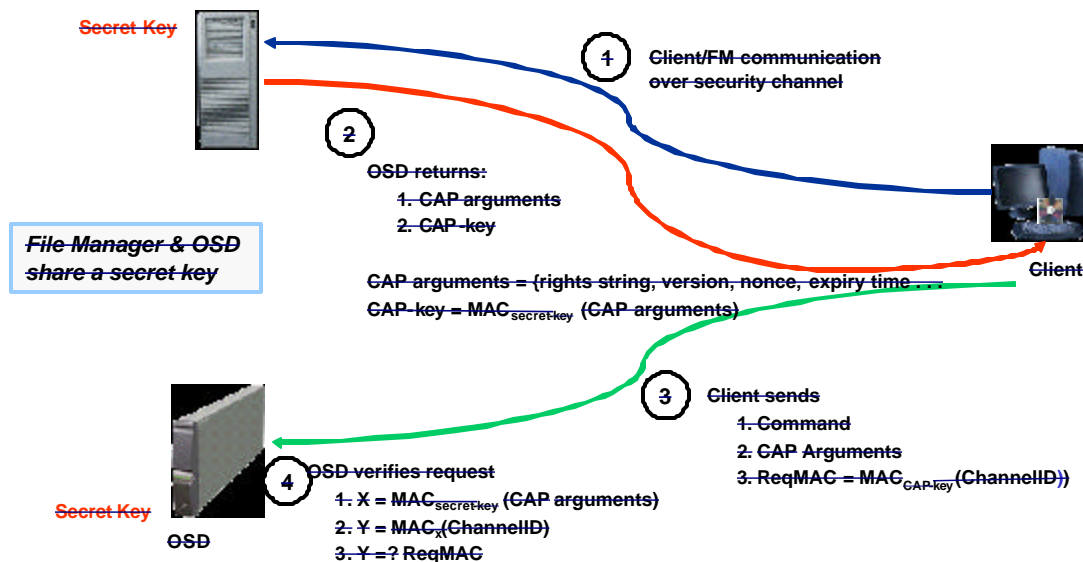 Secret Key
1
Client/FM communication
over security channel
2
OSD returns:
1. CAP arguments
2. CAP-key
File Manager & OSD
share a secret key
Client
CAP arguments = {rights string, version, nonce, expiry time . . .
CAP-key = MACsecret-key (CAP arguments)
3
Client sends
1. Command
2. CAP Arguments
3. ReqMAC = MACCAP-key(ChannelID))
4
OSD verifies request
1. X = MACsecret-key (CAP arguments)
2. Y = MACx(ChannelID)
3. Y =? ReqMAC
Secret Key
OSD